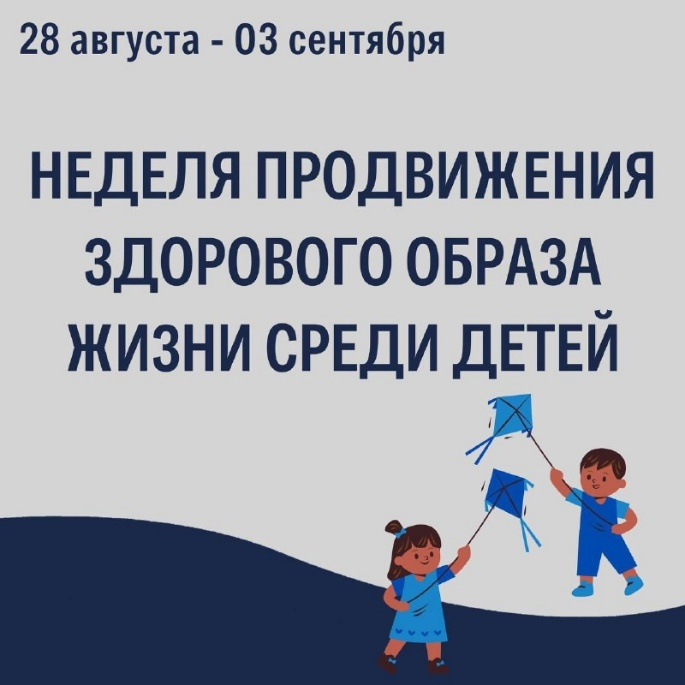 28 августа - 03 сентября
НЕДЕЛЯ ПРОДВИЖЕНИЯ
ЗДОРОВОГО ОБРАЗА
ЖИЗНИ СРЕДИ ДЕТЕЙ